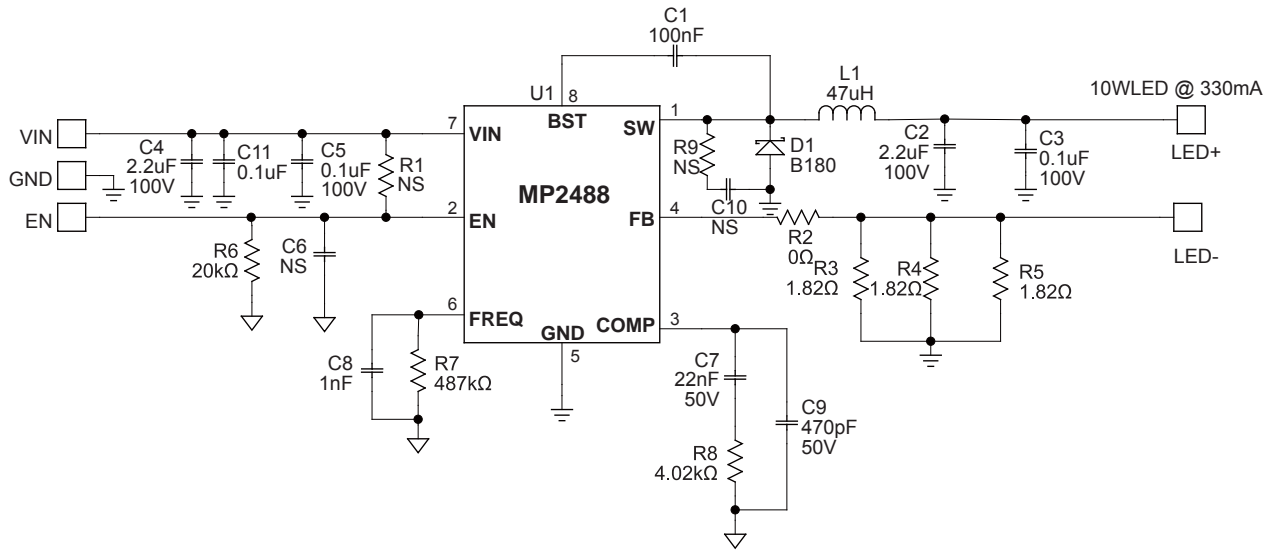 C1
100nF
L1
47uH
10WLED @ 330mA
U1
8
BST
VIN
7
VIN
SW
1
LED+
C4
2.2uF
100V
C11
0.1uF
C5
0.1uF
100V
R1
NS
R9
NS
D1
B180
C2
2.2uF
100V
C3
0.1uF
100V
GND
MP2488
C10
NS
EN
2
EN
FB
4
R2
0Ω
LED-
R6
20kΩ
C6
NS
R3
1.82Ω
R4
1.82Ω
R5
1.82Ω
6
FREQ
GND
5
COMP
3
C8
1nF
R7
487kΩ
C7
22nF
50V
C9
470pF
50V
R8
4.02kΩ